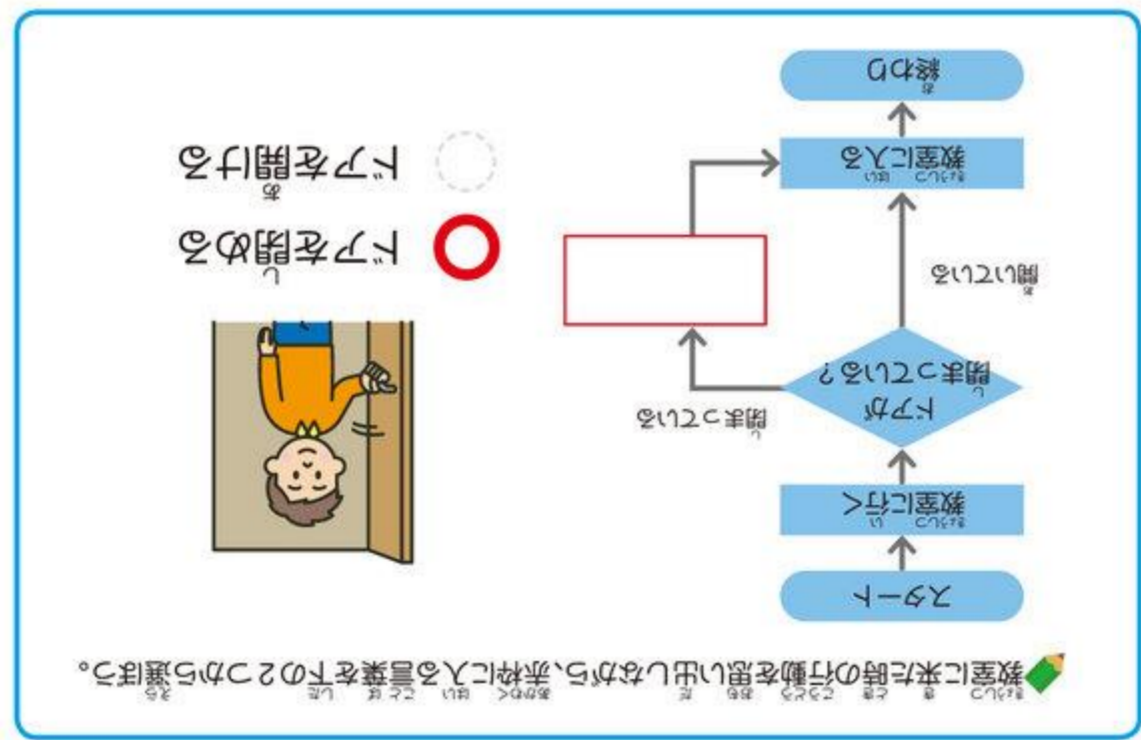 教室に来た時の行動を思い出しながら、赤枠に入る言葉を下の2つから選ぼう。
スタート
教室に行く
ドアが
閉まっている?
閉まっている
開いている
教室に入る
終わり
ドアを閉める
ドアを開ける